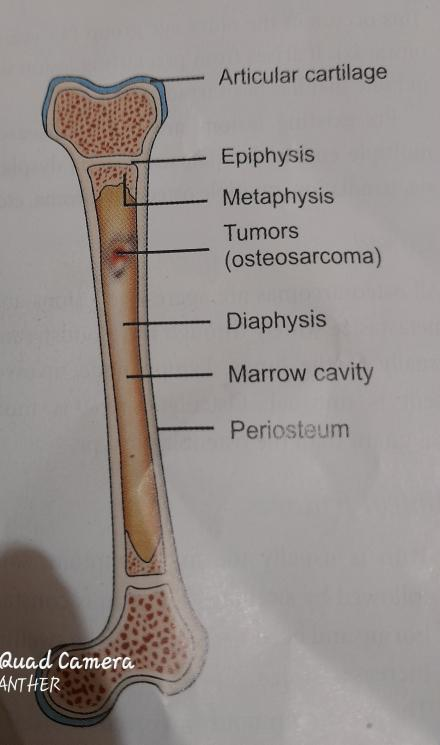 Articular cartilage
Epiphysis
Metaphysis
Tumors
(osteosarcoma)
Diaphysis
Marrow cavity
Periosteum
Quad Camera
ANTHER